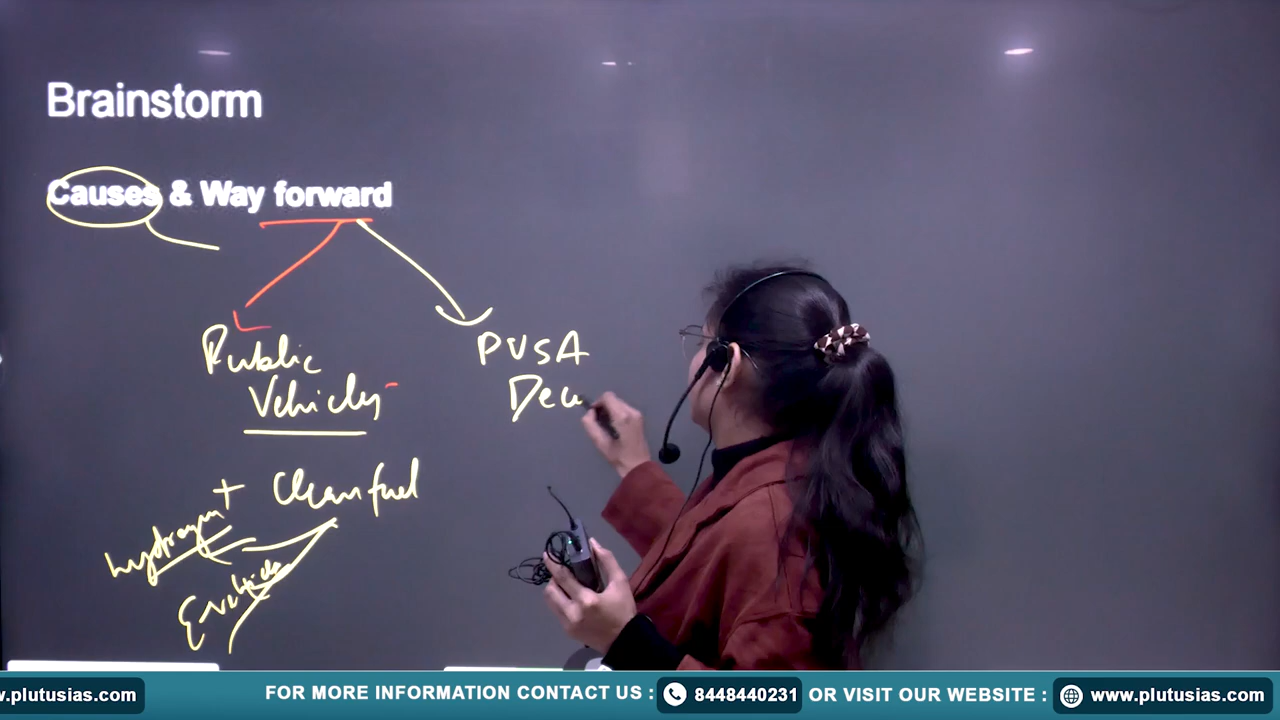 Brainstorm
Causes & Way forward
Public
Vehicles
PUSA
Dec
+ Clean fuel
hydrogen
E-vehicles
w.plutusias.com
FOR MORE INFORMATION CONTACT US : 8448440231 OR VISIT OUR WEBSITE : www.plutusias.com